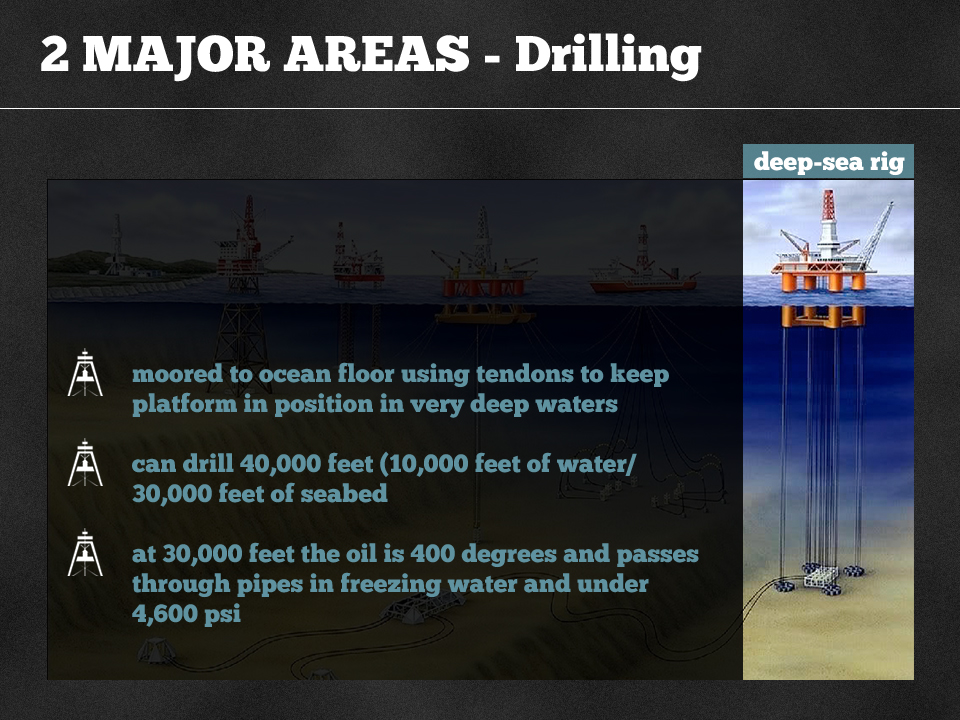 2 MAJOR AREAS - Drilling
deep-sea rig
moored to ocean floor using tendons to keep
platform in position in very deep waters
can drill 40,000 feet (10,000 feet of water/
30,000 feet of seabed
at 30,000 feet the oil is 400 degrees and passes
through pipes in freezing water and under
4,600 psi